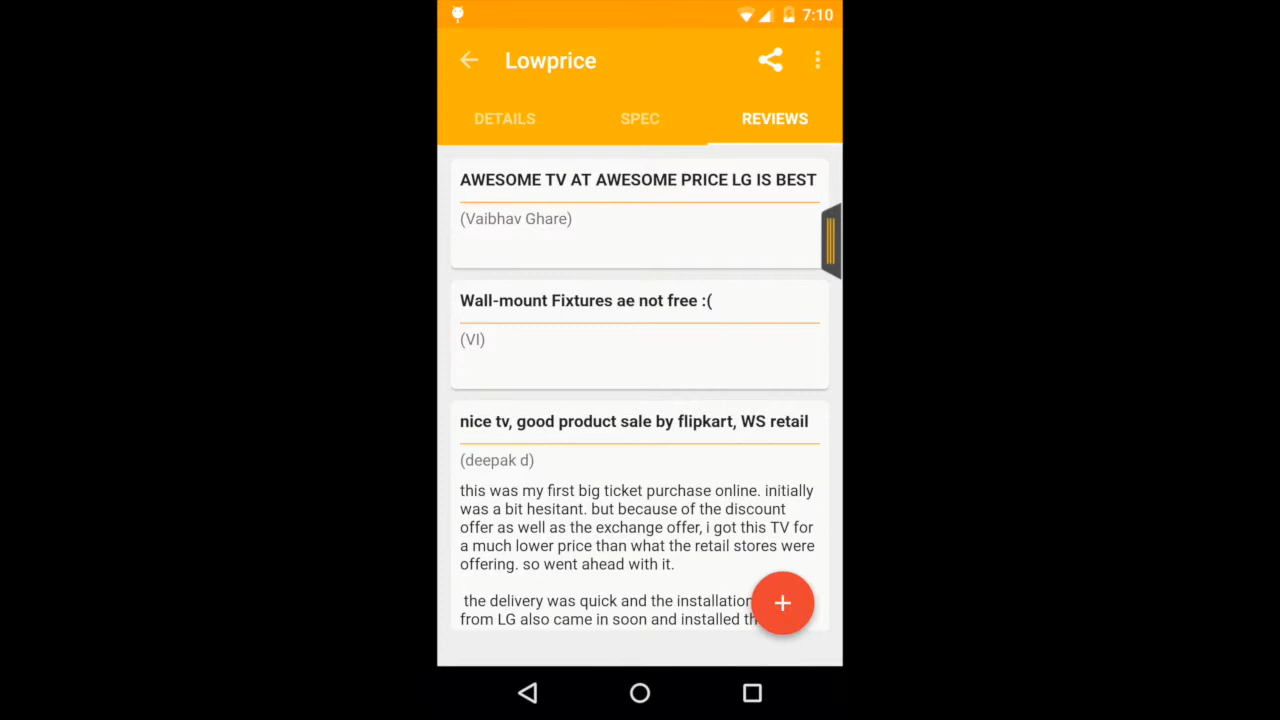 7:10
Lowprice
DETAILS SPEC REVIEWS
AWESOME TV AT AWESOME PRICE LG IS BEST
(Vaibhav Ghare)
Wall-mount Fixtures ae not free :(
(VI)
nice tv, good product sale by flipkart, WS retail
(deepak d)
this was my first big ticket purchase online. initially
was a bit hesitant. but because of the discount
offer as well as the exchange offer, i got this TV for
a much lower price than what the retail stores were
offering. so went ahead with it.
the delivery was quick and the installation
from LG also came in soon and installed